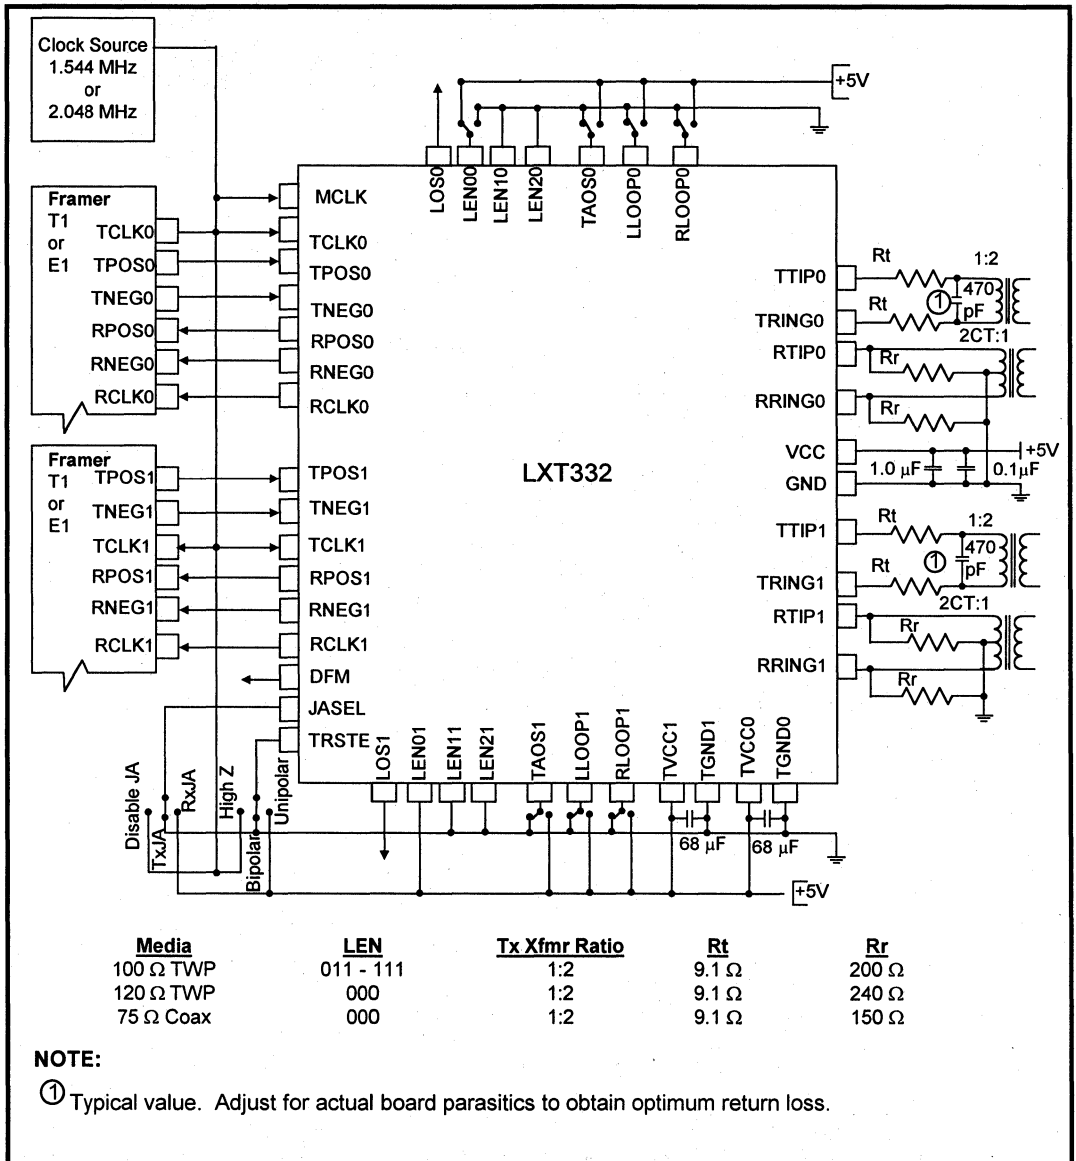 Clock Source
1.544 MHz
or
2.048 MHz
+5V
LOS0
LEN00
LEN10
LEN20
TAOS0
LLOOP0
RLOOP0
Framer
T1
or
E1
TCLK0
TPOS0
TNEG0
RPOS0
RNEG0
RCLK0
MCLK
TCLK0
TPOS0
TNEG0
RPOS0
RNEG0
RCLK0
TTIP0
TRING0
RTIP0
RRING0
VCC
GND
Rt
1:2
Rt
1
470
pF
2CT:1
Rr
Rr
+5V
1.0 µF
0.1µF
LXT332
Framer
T1
or
E1
TPOS1
TNEG1
TCLK1
RPOS1
RNEG1
RCLK1
TPOS1
TNEG1
TCLK1
RPOS1
RNEG1
RCLK1
DFM
JASEL
TRSTE
TTIP1
TRING1
RTIP1
RRING1
Rt
1:2
Rt
1
470
pF
2CT:1
Rr
Rr
LOS1
LEN01
LEN11
LEN21
TAOS1
LLOOP1
RLOOP1
TVCC1
TGND1
TVCC0
TGND0
Disable JA
TxJA
RxJA
High Z
Bipolar
Unipolar
68 µF
68 µF
+5V
Media LEN Tx Xfmr Ratio Rt Rr
100 Ω TWP 011 - 111 1:2 9.1 Ω 200 Ω
120 Ω TWP 000 1:2 9.1 Ω 240 Ω
75 Ω Coax 000 1:2 9.1 Ω 150 Ω
NOTE:
1 Typical value. Adjust for actual board parasitics to obtain optimum return loss.